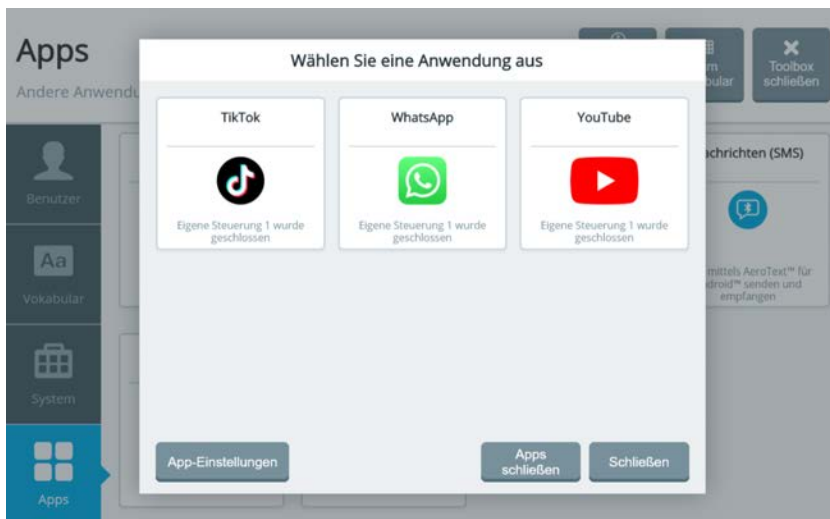 Apps
Andere Anwendu
Toolbox
schließen
Wählen Sie eine Anwendung aus
TikTok
WhatsApp
YouTube
Eigene Steuerung 1 wurde
geschlossen
Eigene Steuerung 1 wurde
geschlossen
Eigene Steuerung 1 wurde
geschlossen
chrichten (SMS)
mittels AeroText™ für
droid™ senden und
empfangen
Benutzer
Aa
Vokabular
System
Apps
App-Einstellungen
Apps
schließen
Schließen